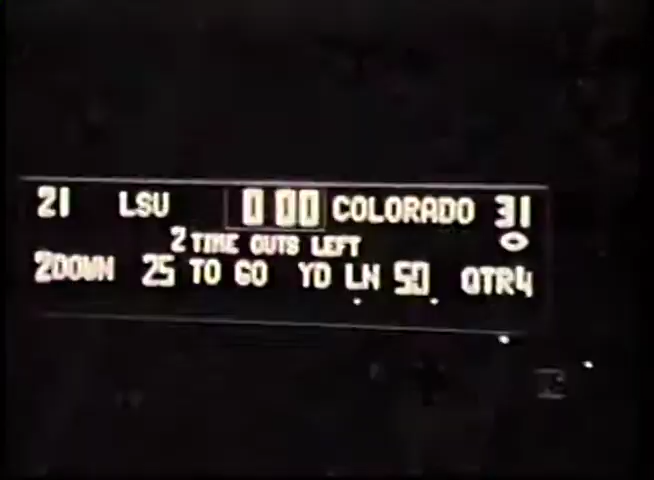 21 LSU 0 00 COLORADO 31
2 TIME OUTS LEFT 0
2DOWN 25 TO GO YD LN 50 QTR4